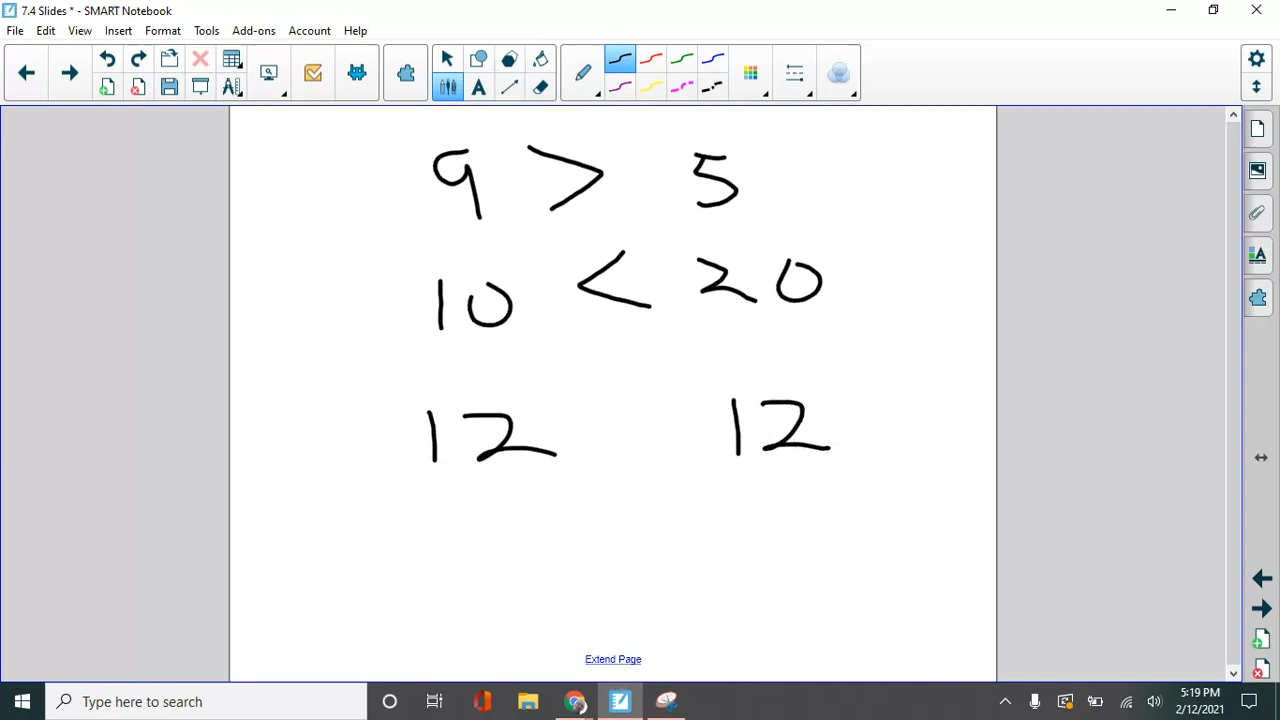 7.4 Slides * - SMART Notebook
File Edit View Insert Format Tools Add-ons Account Help
9 > 5
10 < 20
12 12
Extend Page
Type here to search
5:19 PM
2/12/2021